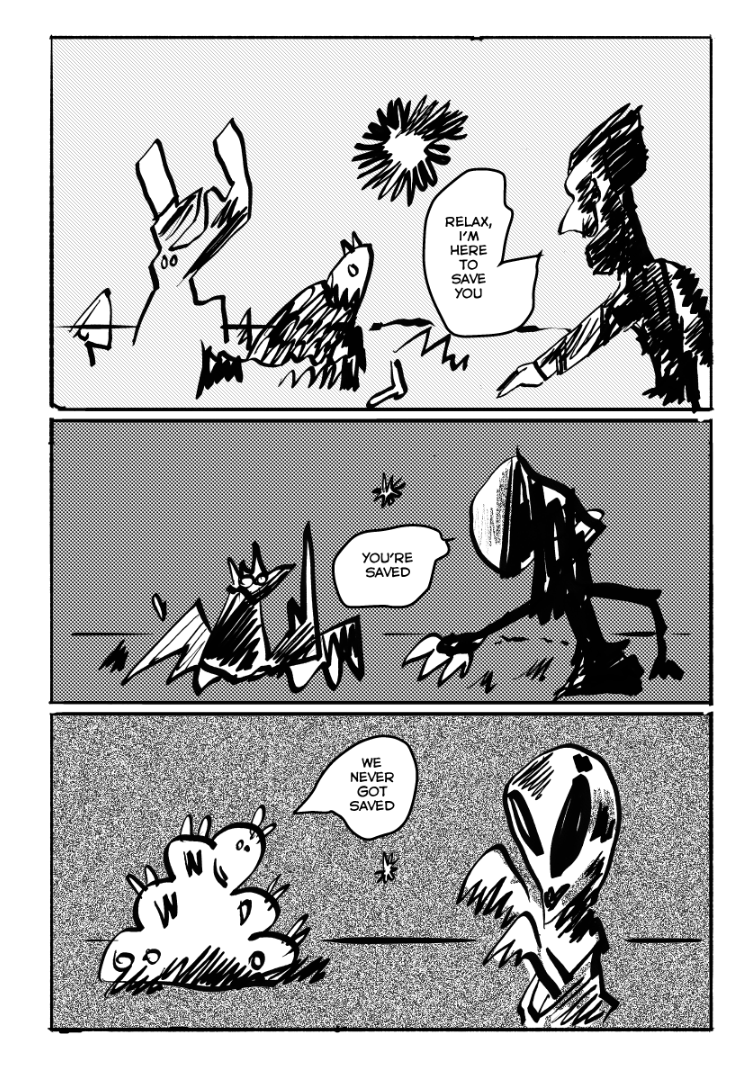 RELAX,
I'M
HERE
TO
SAVE
YOU
YOU'RE
SAVED
WE
NEVER
GOT
SAVED